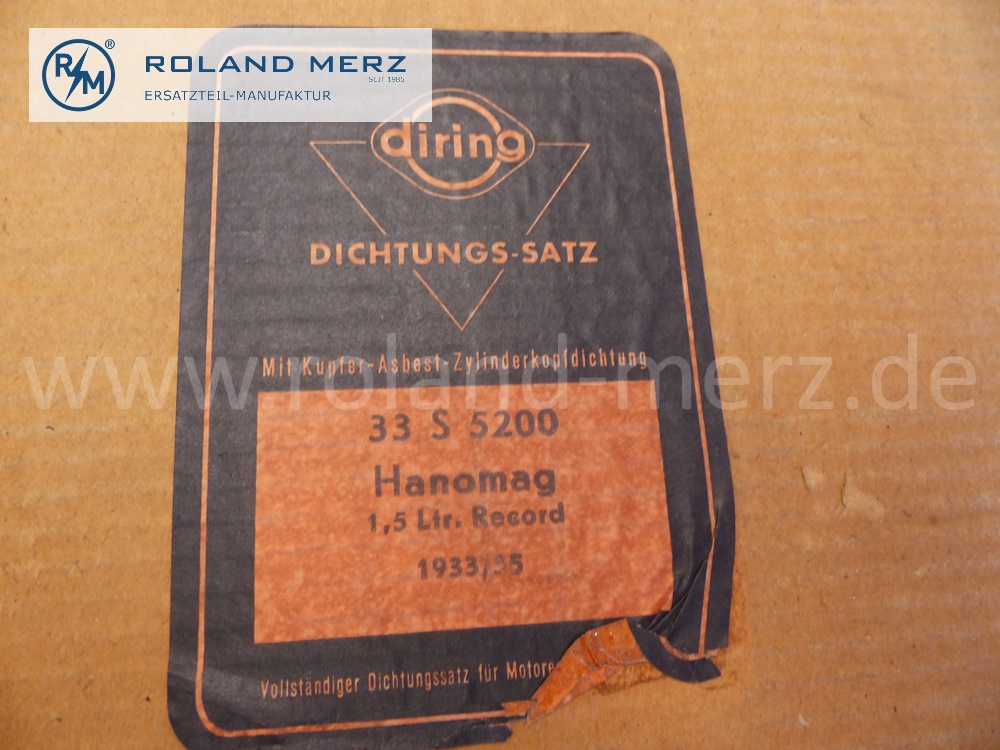 R M ®
ROLAND MERZ
SEIT 1985
ERSATZTEIL-MANUFAKTUR
diring
DICHTUNGS-SATZ
Mit Kupfer-Asbest-Zylinderkopfdichtung
www.roland-merz.de
33 S 5200
Hanomag
1,5 Ltr. Record
1933/35
Vollständiger Dichtungssatz für